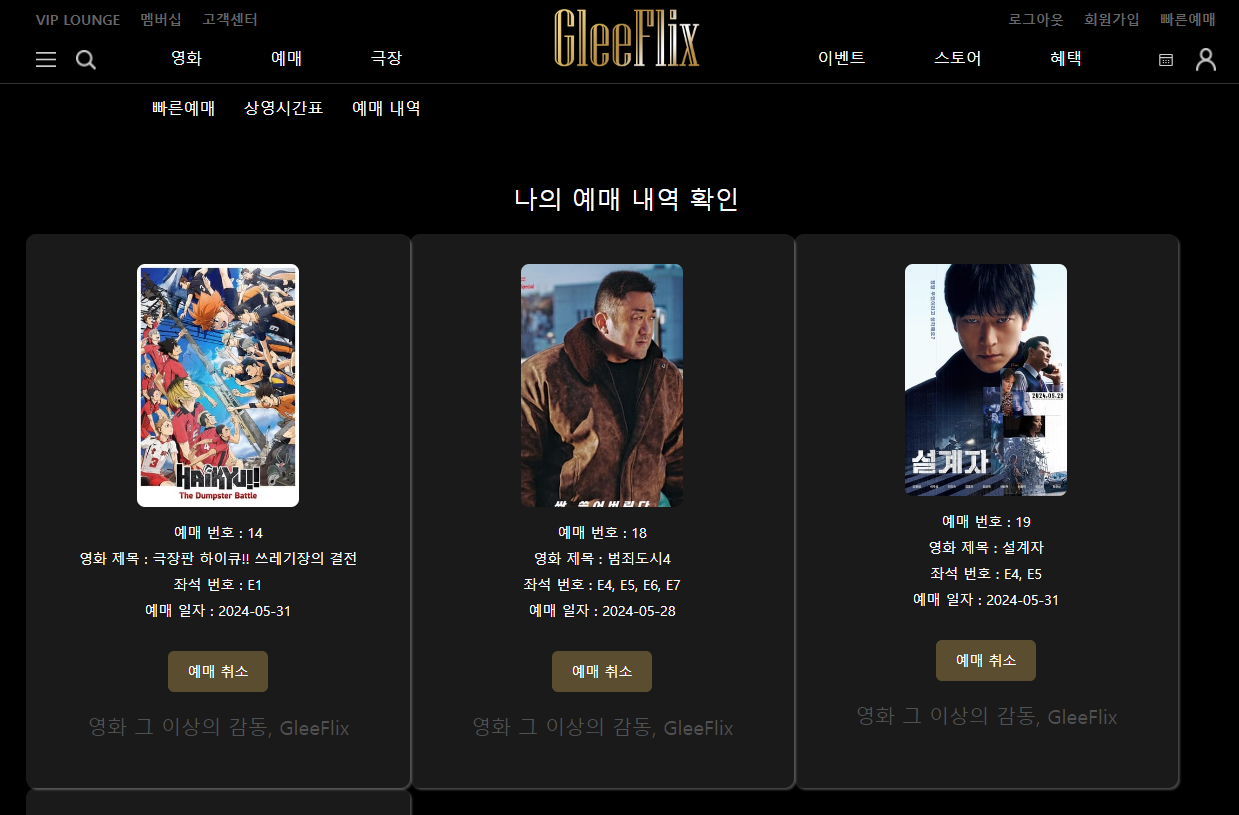 VIP LOUNGE 멤버십 고객센터
로그아웃 회원가입 빠른예매
GleeFlix
영화 예매 극장
이벤트 스토어 혜택
빠른예매 상영시간표 예매 내역
나의 예매 내역 확인
HAiKYU!!
The Dumpster Battle
예매 번호 : 14
영화 제목 : 극장판 하이큐!! 쓰레기장의 결전
좌석 번호 : E1
예매 일자 : 2024-05-31
예매 취소
영화 그 이상의 감동, GleeFlix
Special
싹 쓸어버린다
예매 번호 : 18
영화 제목 : 범죄도시4
좌석 번호 : E4, E5, E6, E7
예매 일자 : 2024-05-28
예매 취소
영화 그 이상의 감동, GleeFlix
2024.05.29
설계자
예매 번호 : 19
영화 제목 : 설계자
좌석 번호 : E4, E5
예매 일자 : 2024-05-31
예매 취소
영화 그 이상의 감동, GleeFlix